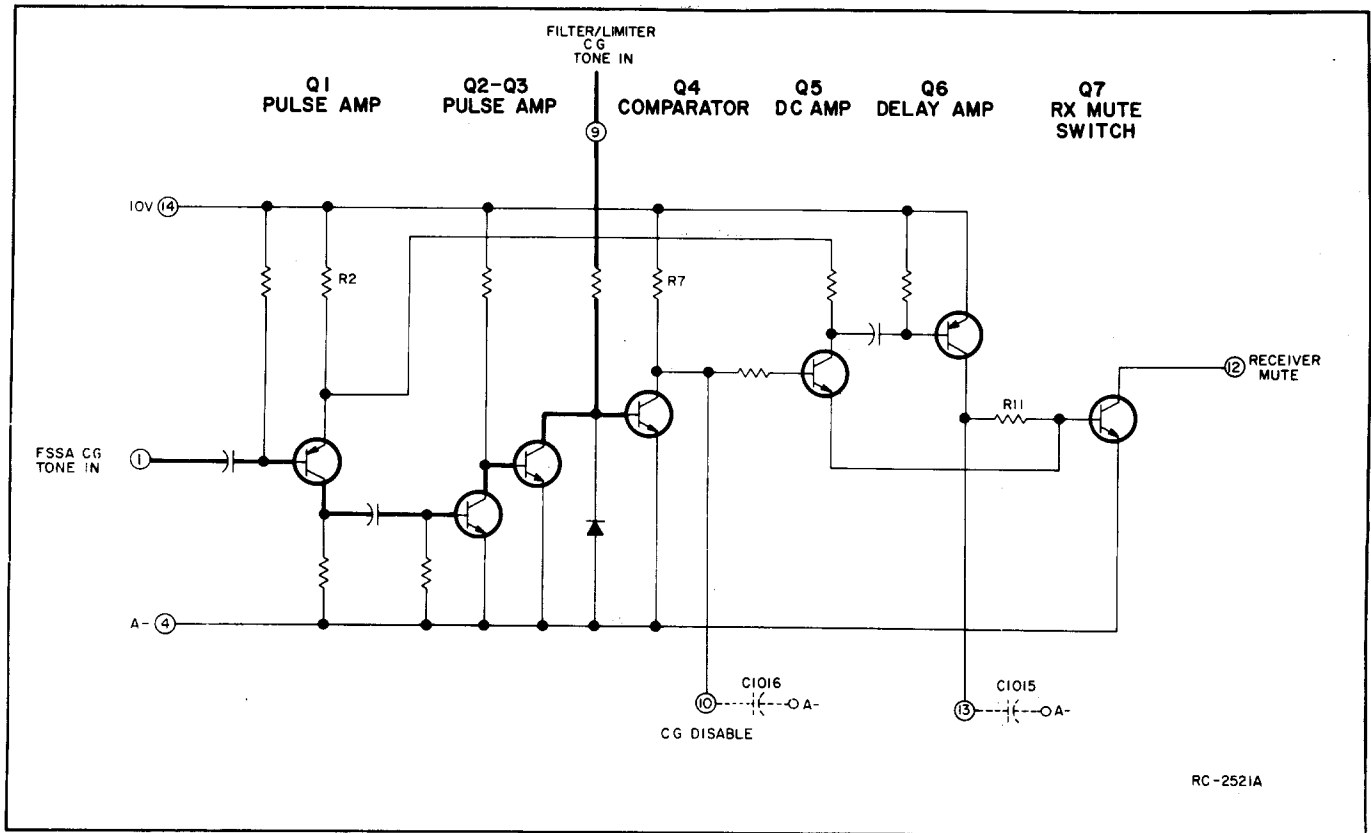 FILTER/LIMITER
CG
TONE IN
Q1
PULSE AMP
Q2-Q3
PULSE AMP
Q4
COMPARATOR
Q5
DC AMP
Q6
DELAY AMP
Q7
RX MUTE
SWITCH
9
10V 14
R2
R7
12 RECEIVER
MUTE
R11
FSSA CG
TONE IN
1
A- 4
C1016
10 A-
CG DISABLE
C1015
13 A-
RC-2521A